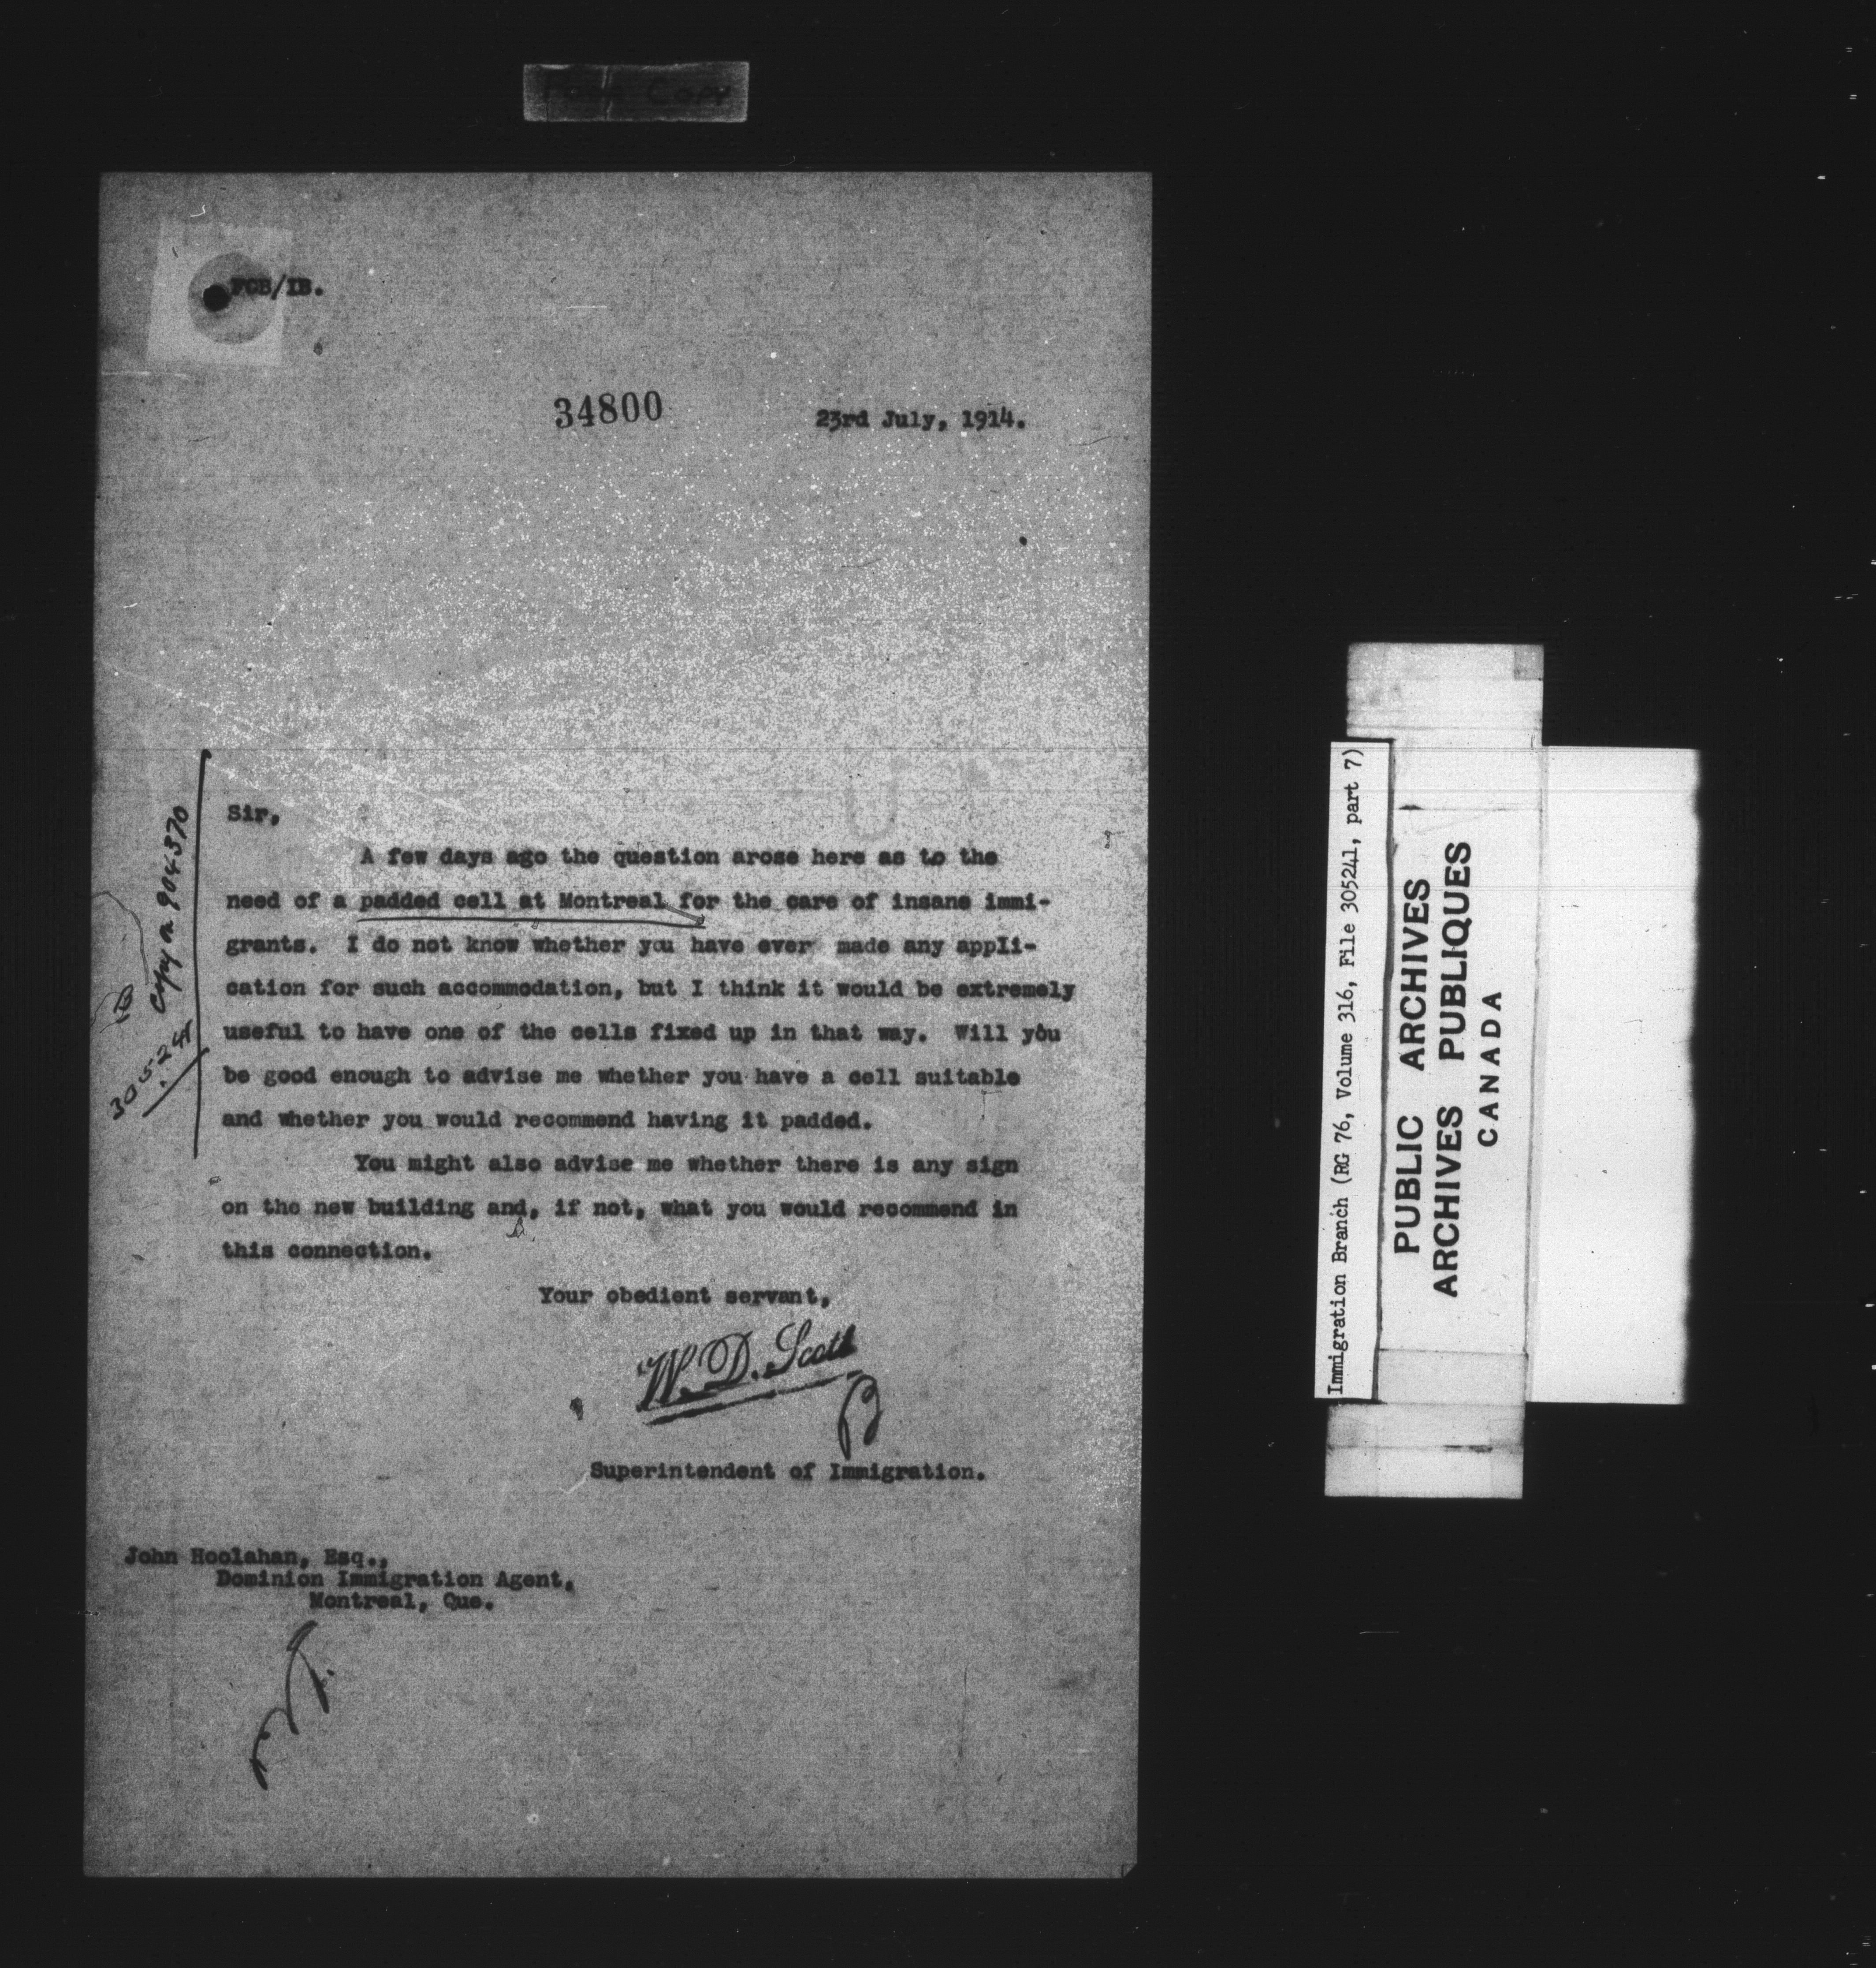 Poor Copy
FCB/IB.
34800
23rd July, 1914.
Sir,
A few days ago the question arose here as to the
need of a padded cell at Montreal for the care of insane immi-
grants. I do not know whether you have ever made any appli-
cation for such accommodation, but I think it would be extremely
useful to have one of the cells fixed up in that way. Will you
be good enough to advise me whether you have a cell suitable
and whether you would recommend having it padded.
You might also advise me whether there is any sign
on the new building and, if not, what you would recommend in
this connection.
Your obedient servant,
W. D. Scott
Superintendent of Immigration.
John Hoolahan, Esq.,
Dominion Immigration Agent,
Montreal, Que.
Copy on 904370
305241
Immigration Branch (RG 76, Volume 316, File 305241, part 7)
PUBLIC ARCHIVES
ARCHIVES PUBLIQUES
CANADA